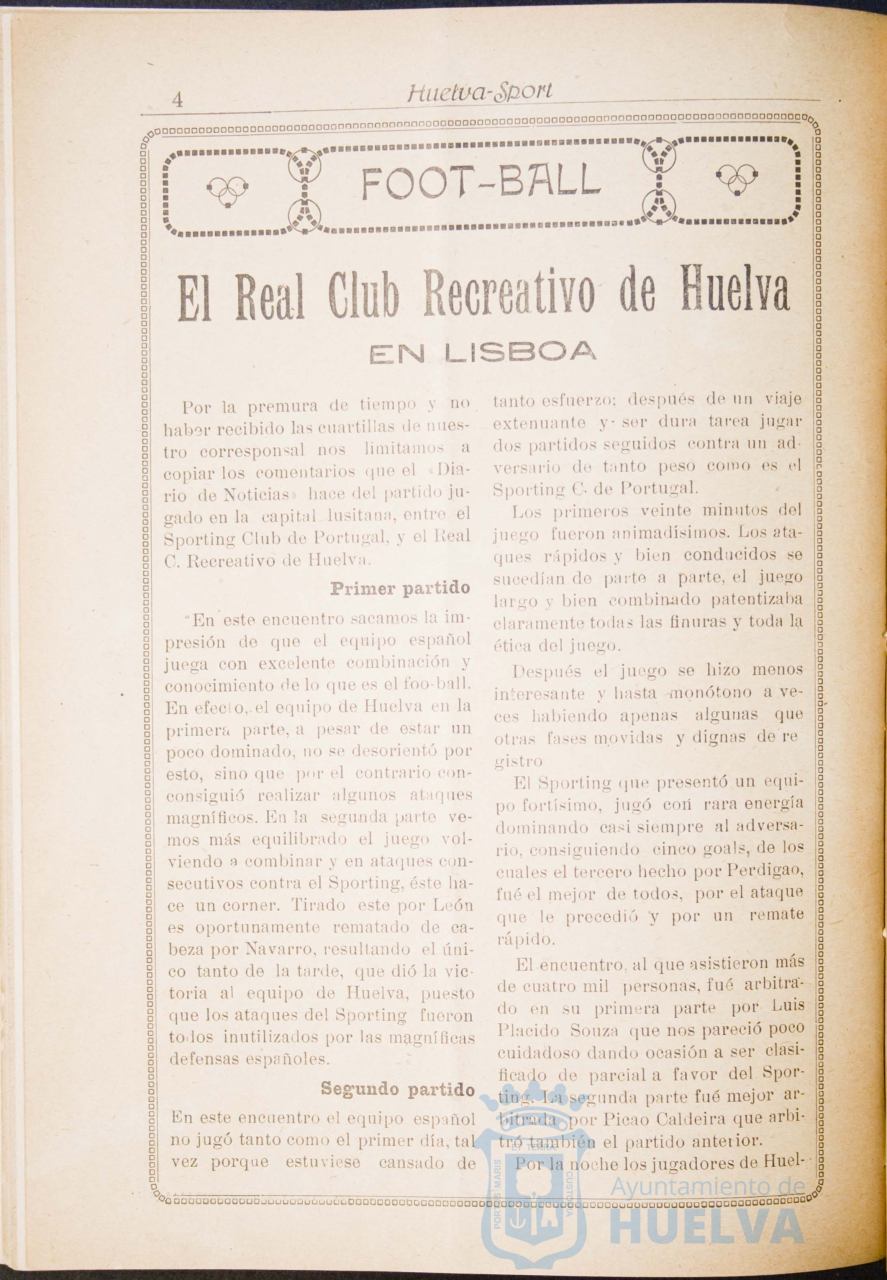 4
Huelva-Sport
FOOT-BALL
El Real Club Recreativo de Huelva
EN LISBOA
Por la premura de tiempo y no
haber recibido las cuartillas de nues-
tro corresponsal nos limitamos a
copiar los comentarios que el «Dia-
rio de Noticias» hace del partido ju-
gado en la capital lusitana, entre el
Sporting Club de Portugal, y el Real
C. Recreativo de Huelva.
Primer partido
"En este encuentro sacamos la im-
presión de que el equipo español
juega con excelente combinación y
conocimiento de lo que es el foo-ball.
En efecto, el equipo de Huelva en la
primera parte, a pesar de estar un
poco dominado, no se desorientó por
esto, sino que por el contrario con-
consiguió realizar algunos ataques
magníficos. En la segunda parte ve-
mos más equilibrado el juego vol-
viendo a combinar y en ataques con-
secutivos contra el Sporting, éste ha-
ce un corner. Tirado este por León
es oportunamente rematado de ca-
beza por Navarro, resultando el úni-
co tanto de la tarde, que dió la vic-
toria al equipo de Huelva, puesto
que los ataques del Sporting fueron
todos inutilizados por las magníficas
defensas españoles.
Segundo partido
En este encuentro el equipo español
no jugó tanto como el primer día, tal
vez porque estuviese cansado de
tanto esfuerzo; después de un viaje
extenuante y ser dura tarea jugar
dos partidos seguidos contra un ad-
versario de tanto peso como es el
Sporting C. de Portugal.
Los primeros veinte minutos del
juego fueron animadísimos. Los ata-
ques rápidos y bien conducidos se
sucedían de parte a parte, el juego
largo y bien combinado patentizaba
claramente todas las finuras y toda la
ética del juego.
Después el juego se hizo menos
interesante y hasta monótono a ve-
ces habiendo apenas algunas que
otras fases movidas y dignas de re
gistro
El Sporting que presentó un equi-
po fortísimo, jugó con rara energía
dominando casi siempre al adversa-
rio, consiguiendo cinco goals, de los
cuales el tercero hecho por Perdigao,
fué el mejor de todos, por el ataque
que le precedió y por un remate
rápido.
El encuentro, al que asistieron más
de cuatro mil personas, fué arbitra-
do en su primera parte por Luis
Placido Souza que nos pareció poco
cuidadoso dando ocasión a ser clasi-
ficado de parcial a favor del Spor-
ting. La segunda parte fué mejor ar-
bitrada por Picao Caldeira que arbi-
tró también el partido anterior.
Por la noche los jugadores de Huel-
PORTUS MARIS
ET TERRAE
CUSTODIA
Ayuntamiento de
HUELVA